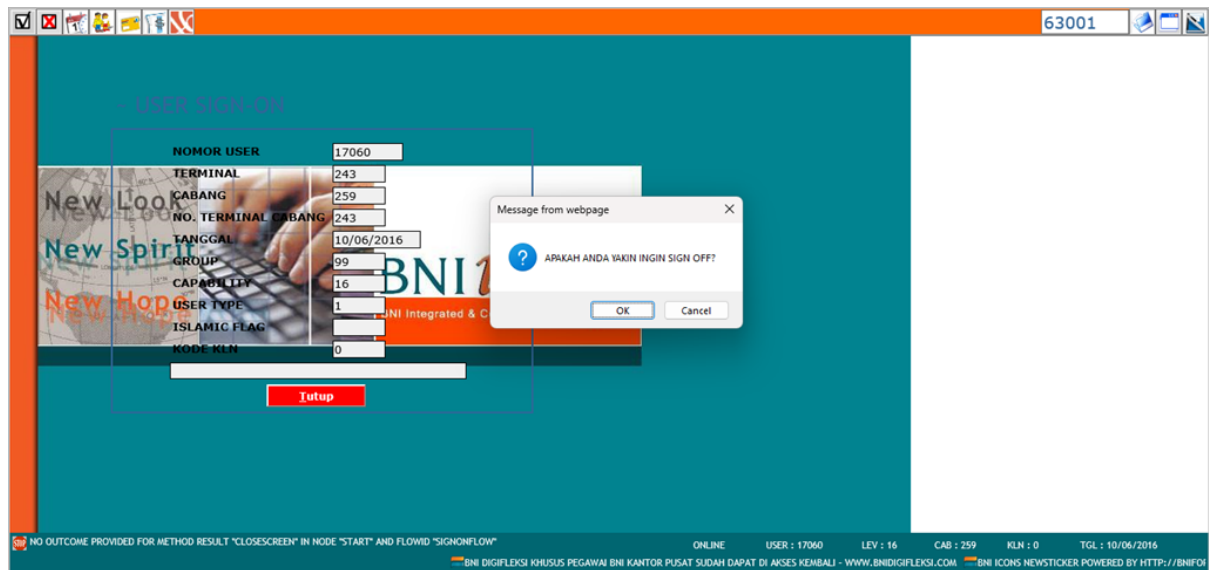 63001
USER SIGN-ON
NOMOR USER 17060
TERMINAL 243
CABANG 259
NO. TERMINAL CABANG 243
TANGGAL 10/06/2016
GROUP 99
CAPABILITY 16
USER TYPE 1
ISLAMIC FLAG
KODE KLN 0
Tutup
New Look
New Spirit
New Hope
BNI
BNI Integrated &
Message from webpage
APAKAH ANDA YAKIN INGIN SIGN OFF?
OK Cancel
NO OUTCOME PROVIDED FOR METHOD RESULT "CLOSESCREEN" IN NODE "START" AND FLOWID "SIGNONFLOW"
ONLINE USER : 17060 LEV : 16 CAB : 259 KLN : 0 TGL : 10/06/2016
BNI DIGIFLEKSI KHUSUS PEGAWAI BNI KANTOR PUSAT SUDAH DAPAT DI AKSES KEMBALI - WWW.BNIDIGIFLEKSI.COM BNI ICONS NEWSTICKER POWERED BY HTTP://BNIFOI